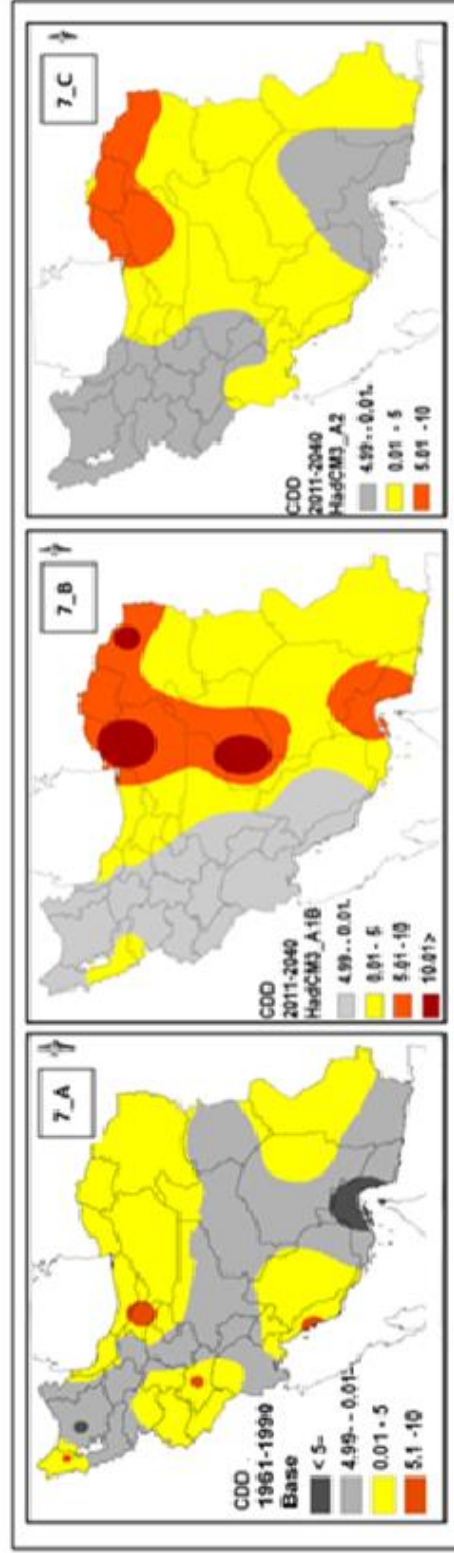 7_A
CDD
1961-1990
Base
< 5-
4.99- - 0.01-
0.01 - 5
5.1 -10
7_B
CDD
2011-2040
HadCM3_A1B
4.99- - 0.01-
0.01 - 5
5.01 -10
10.01>
7_C
CDD
2011-2040
HadCM3_A2
4.99- - 0.01-
0.01 - 5
5.01 - 10